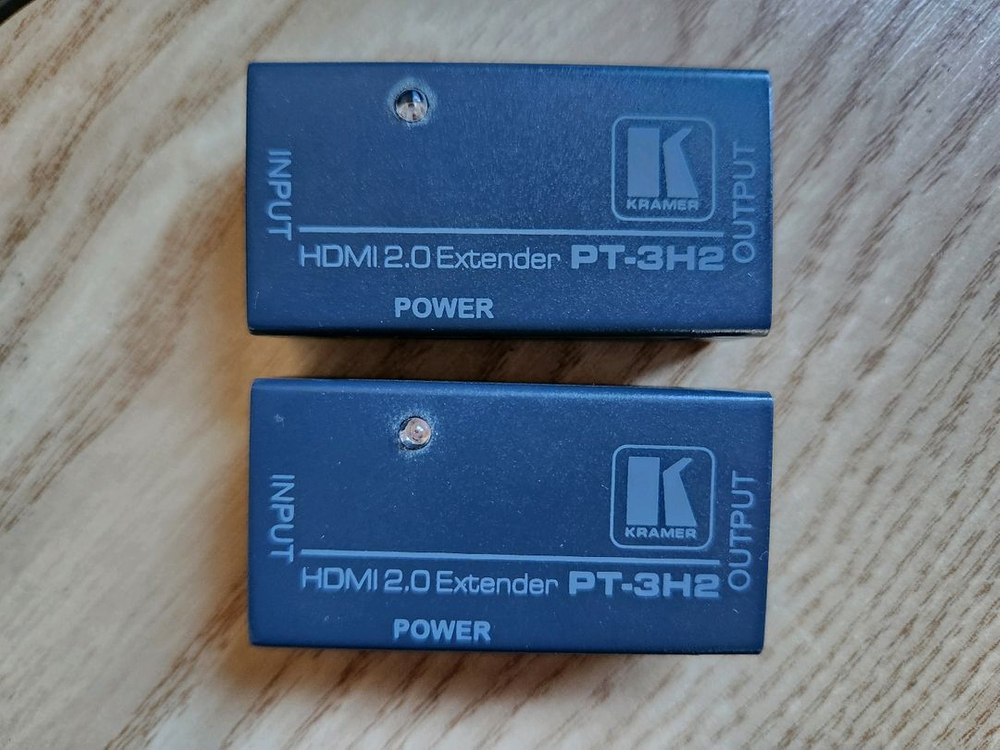 INPUT
KRAMER
OUTPUT
HDMI 2.0 Extender PT-3H2
POWER
INPUT
KRAMER
OUTPUT
HDMI 2.0 Extender PT-3H2
POWER